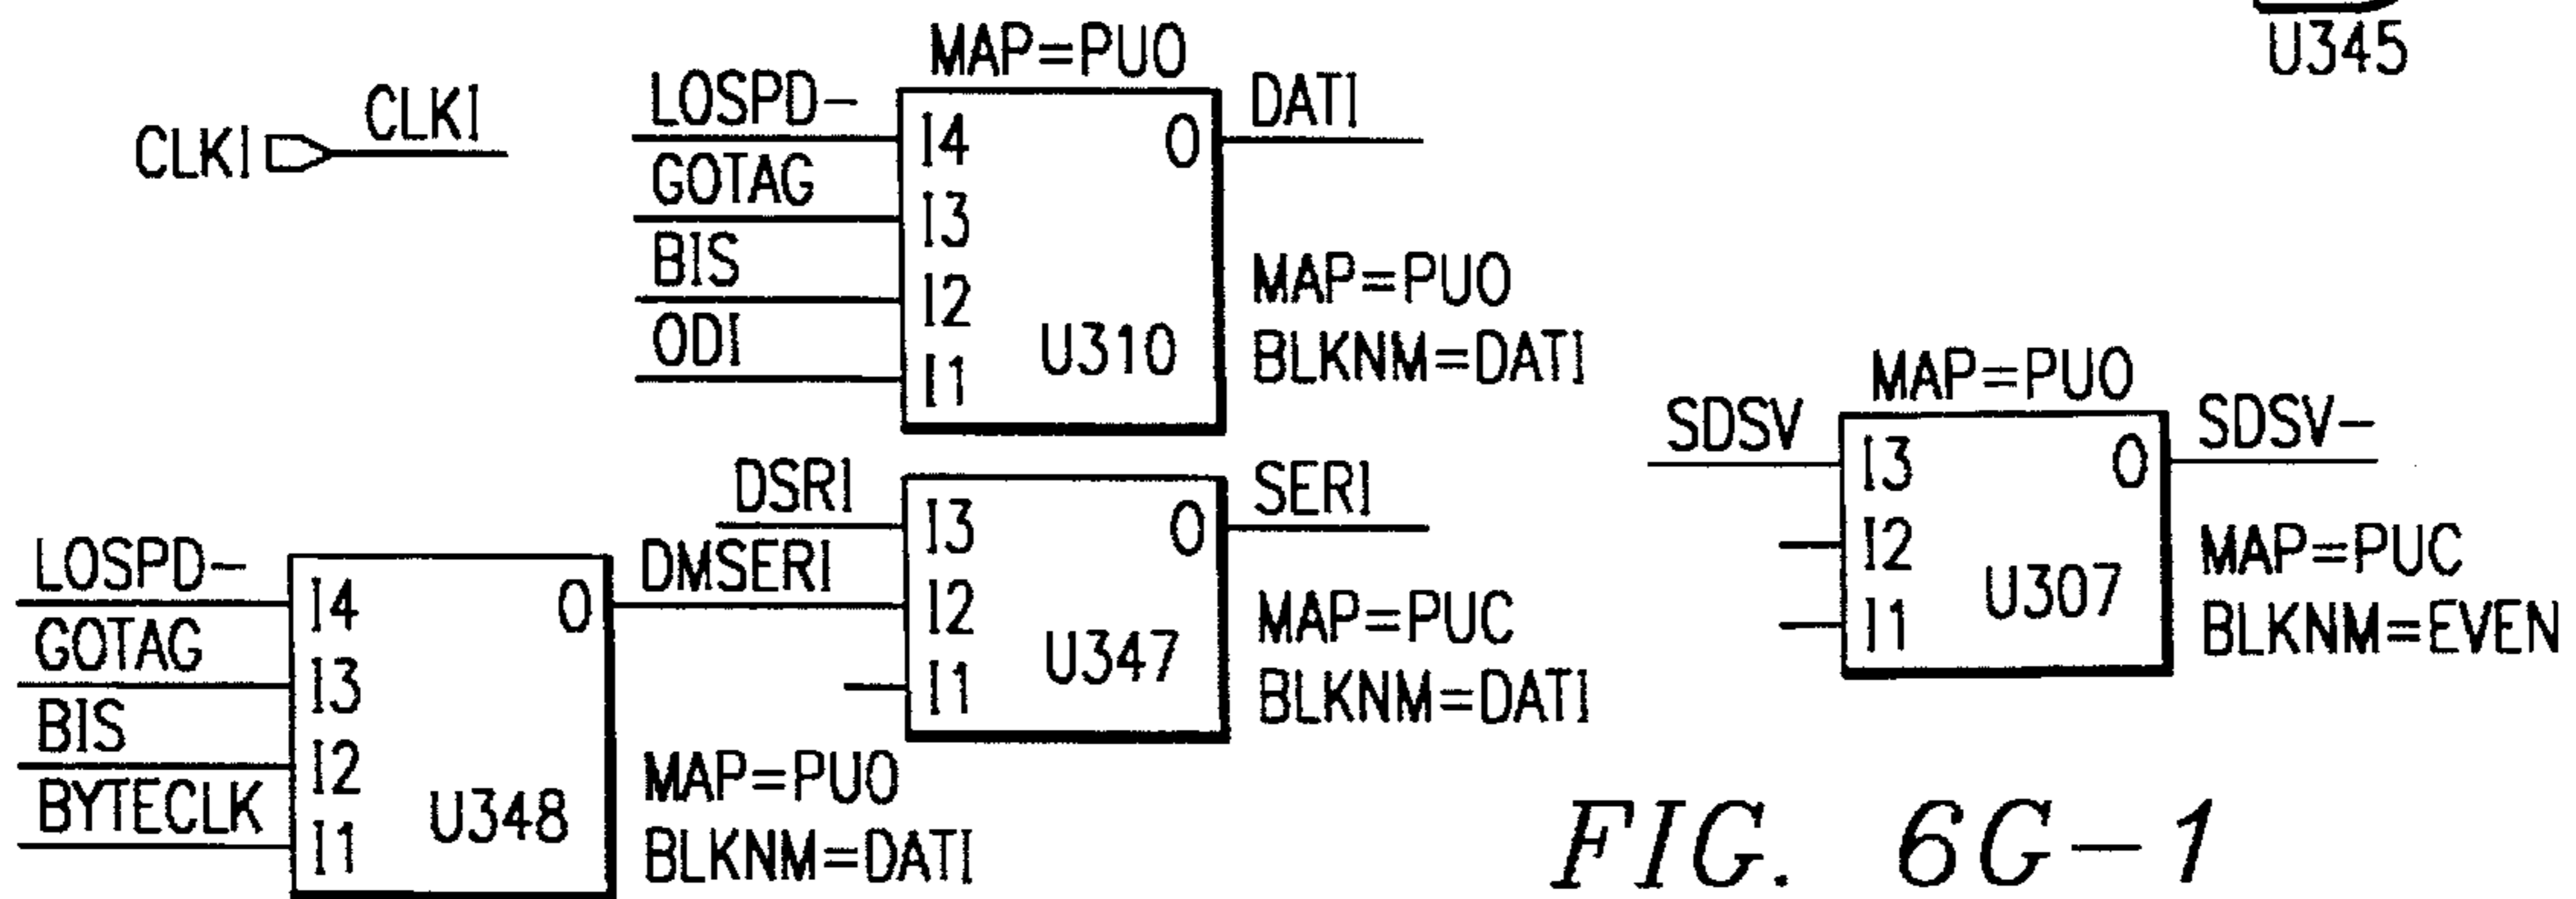 U345
CLKI
CLKI
MAP=PUO
LOSPD-
GOTAG
BIS
ODI
I4
I3
I2
I1
O
U310
DATI
MAP=PUO
BLKNM=DATI
DSRI
DMSERI
I3
I2
I1
O
U347
SERI
MAP=PUC
BLKNM=DATI
LOSPD-
GOTAG
BIS
BYTECLK
I4
I3
I2
I1
O
U348
MAP=PUO
BLKNM=DATI
MAP=PUO
SDSV
I3
I2
I1
O
U307
SDSV-
MAP=PUC
BLKNM=EVEN
FIG. 6G-1